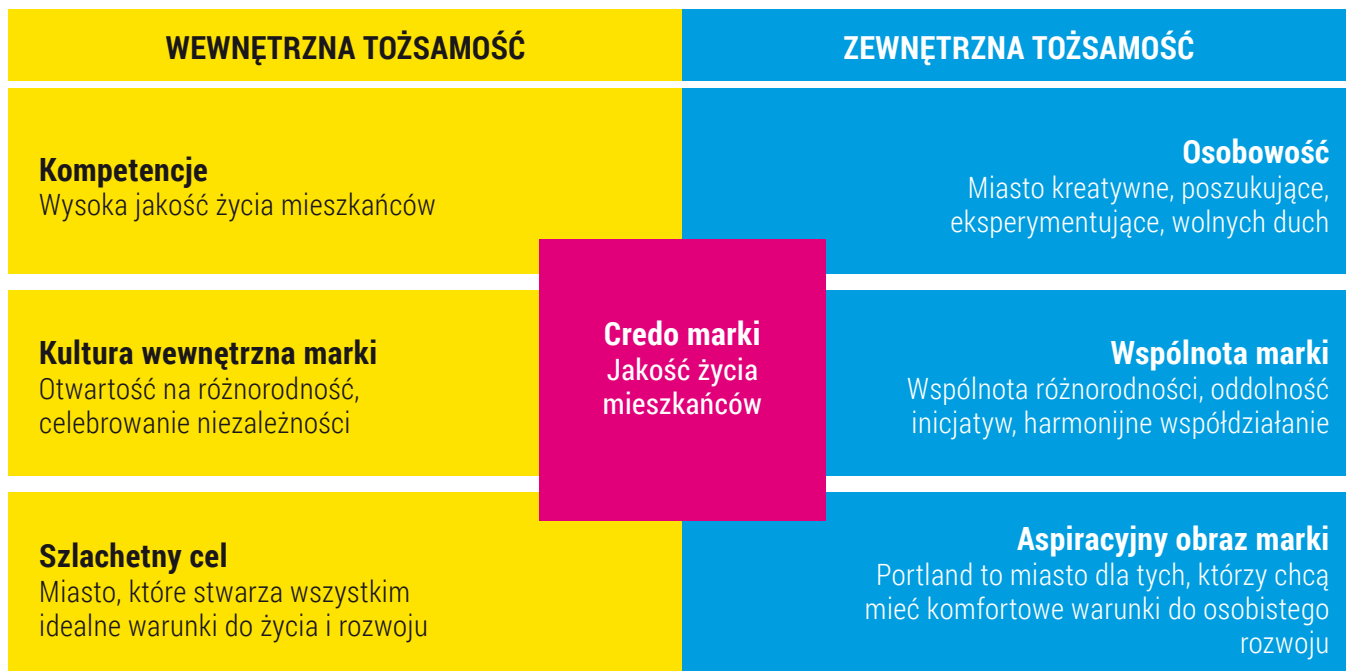 WEWNĘTRZNA TOŻSAMOŚĆ
ZEWNĘTRZNA TOŻSAMOŚĆ
Kompetencje
Wysoka jakość życia mieszkańców
Osobowość
Miasto kreatywne, poszukujące,
eksperymentujące, wolnych duch
Kultura wewnętrzna marki
Otwartość na różnorodność,
celebrowanie niezależności
Credo marki
Jakość życia
mieszkańców
Wspólnota marki
Wspólnota różnorodności, oddolność
inicjatyw, harmonijne współdziałanie
Szlachetny cel
Miasto, które stwarza wszystkim
idealne warunki do życia i rozwoju
Aspiracyjny obraz marki
Portland to miasto dla tych, którzy chcą
mieć komfortowe warunki do osobistego
rozwoju